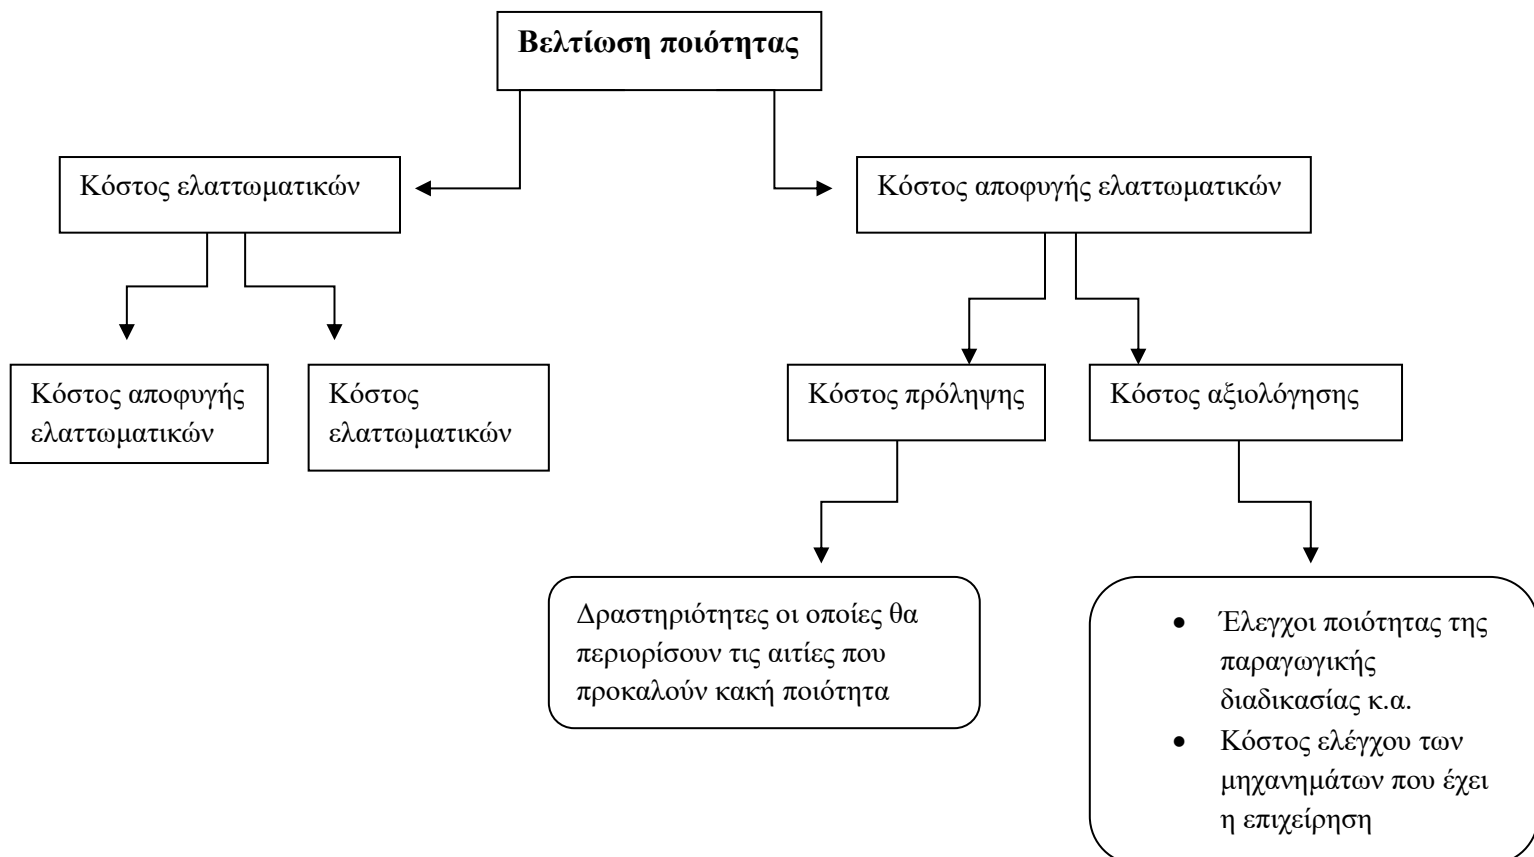 Βελτίωση ποιότητας
Κόστος ελαττωματικών
Κόστος αποφυγής ελαττωματικών
Κόστος αποφυγής
ελαττωματικών
Κόστος
ελαττωματικών
Κόστος πρόληψης
Κόστος αξιολόγησης
Δραστηριότητες οι οποίες θα
περιορίσουν τις αιτίες που
προκαλούν κακή ποιότητα
• Έλεγχοι ποιότητας της
παραγωγικής
διαδικασίας κ.α.
• Κόστος ελέγχου των
μηχανημάτων που έχει
η επιχείρηση